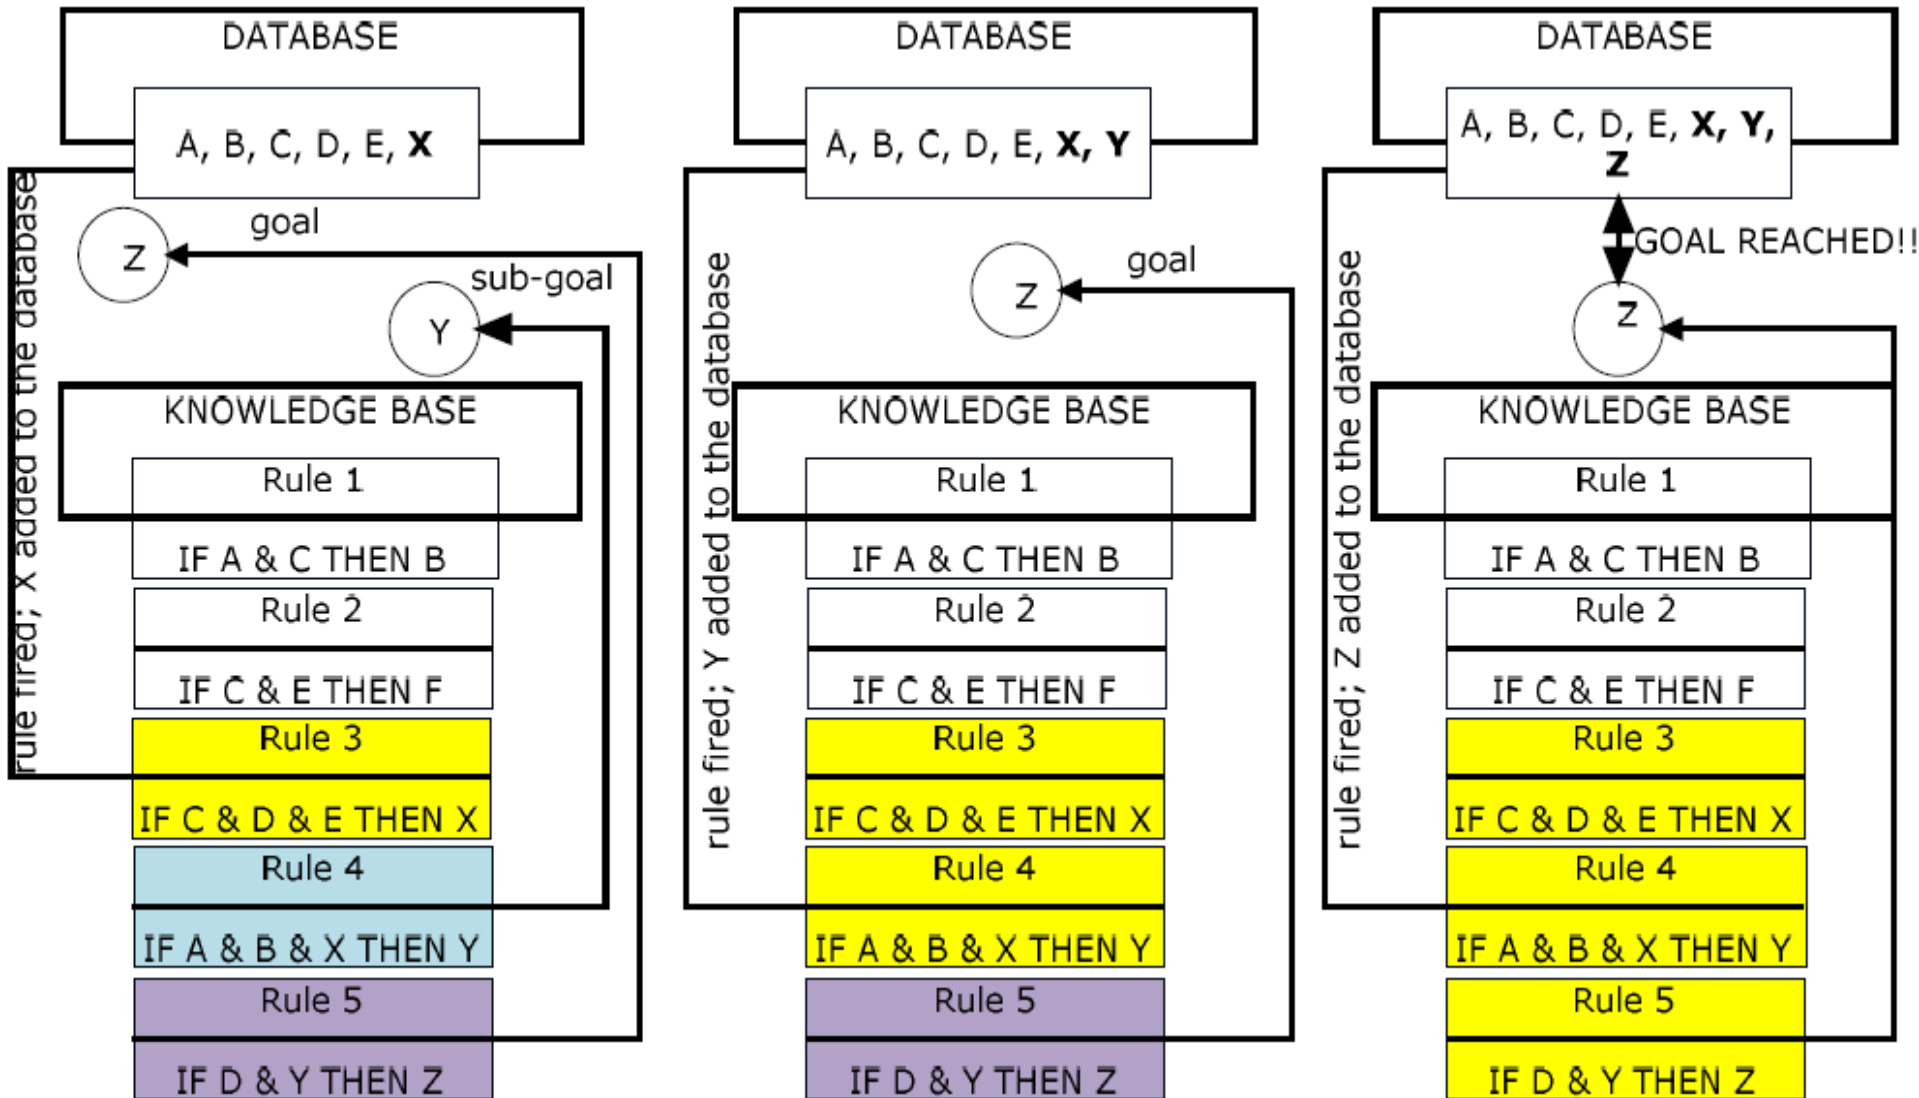 DATABASE
A, B, C, D, E, X
rule fired; X added to the database
goal
Z
sub-goal
Y
KNOWLEDGE BASE
Rule 1
IF A & C THEN B
Rule 2
IF C & E THEN F
Rule 3
IF C & D & E THEN X
Rule 4
IF A & B & X THEN Y
Rule 5
IF D & Y THEN Z
DATABASE
A, B, C, D, E, X, Y
rule fired; Y added to the database
goal
Z
KNOWLEDGE BASE
Rule 1
IF A & C THEN B
Rule 2
IF C & E THEN F
Rule 3
IF C & D & E THEN X
Rule 4
IF A & B & X THEN Y
Rule 5
IF D & Y THEN Z
DATABASE
A, B, C, D, E, X, Y,
Z
rule fired; Z added to the database
GOAL REACHED!!
Z
KNOWLEDGE BASE
Rule 1
IF A & C THEN B
Rule 2
IF C & E THEN F
Rule 3
IF C & D & E THEN X
Rule 4
IF A & B & X THEN Y
Rule 5
IF D & Y THEN Z